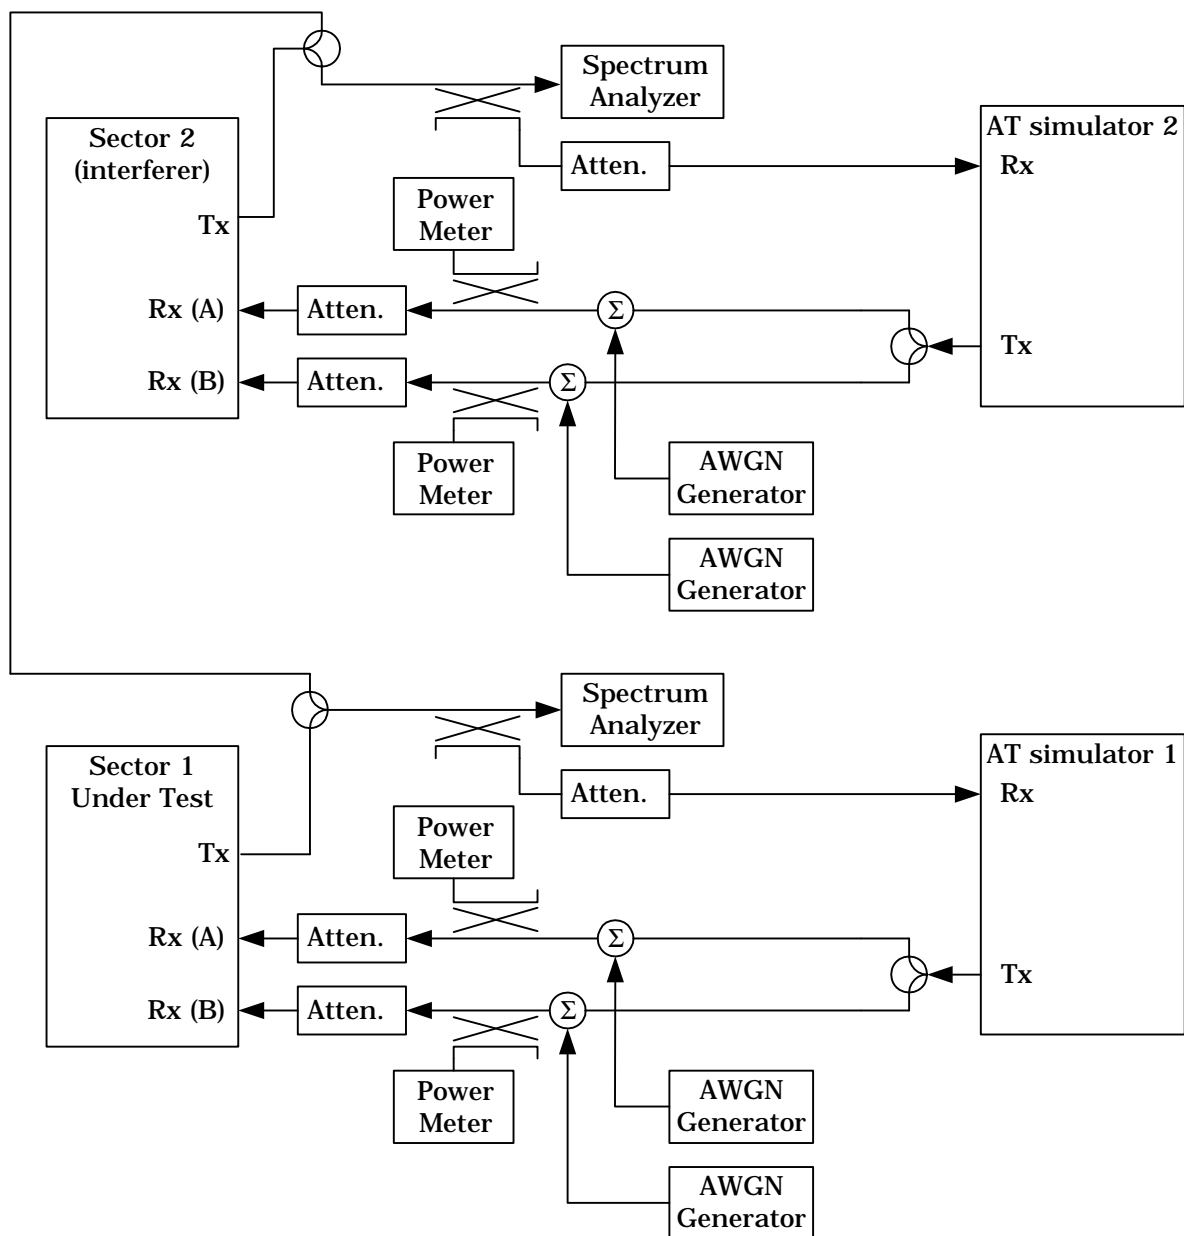 Spectrum
Analyzer
Sector 2
(interferer)
AT simulator 2
Atten.
Rx
Power
Meter
Tx
Rx (A)
Atten.
Σ
Tx
Rx (B)
Atten.
Σ
Power
Meter
AWGN
Generator
AWGN
Generator
Spectrum
Analyzer
Sector 1
Under Test
AT simulator 1
Atten.
Rx
Power
Meter
Tx
Rx (A)
Atten.
Σ
Tx
Rx (B)
Atten.
Σ
Power
Meter
AWGN
Generator
AWGN
Generator